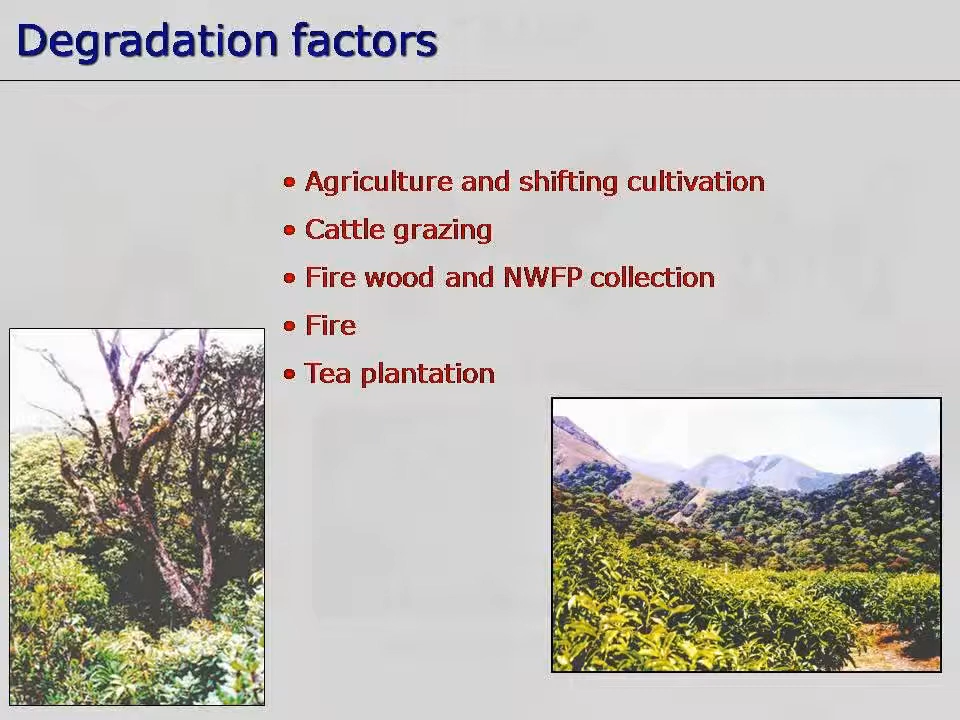 Degradation factors
• Agriculture and shifting cultivation
• Cattle grazing
• Fire wood and NWFP collection
• Fire
• Tea plantation